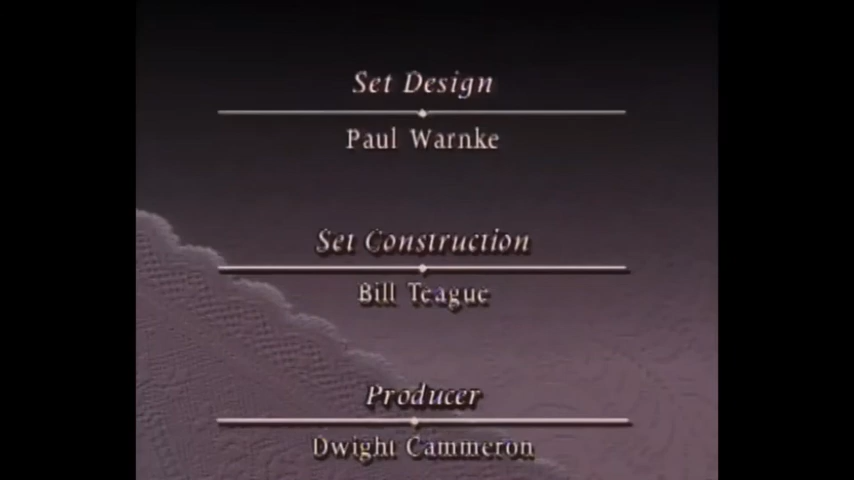 Set Design
Paul Warnke
Set Construction
Bill Teague
Producer
Dwight Cammeron